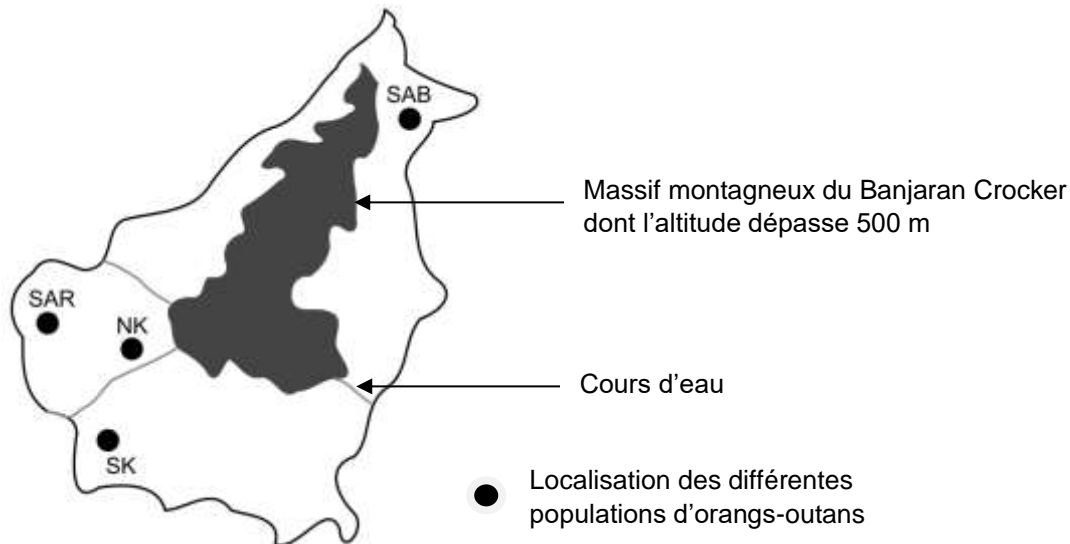 SAB
Massif montagneux du Banjaran Crocker
dont l’altitude dépasse 500 m
SAR
NK
Cours d’eau
SK
Localisation des différentes
populations d’orangs-outans